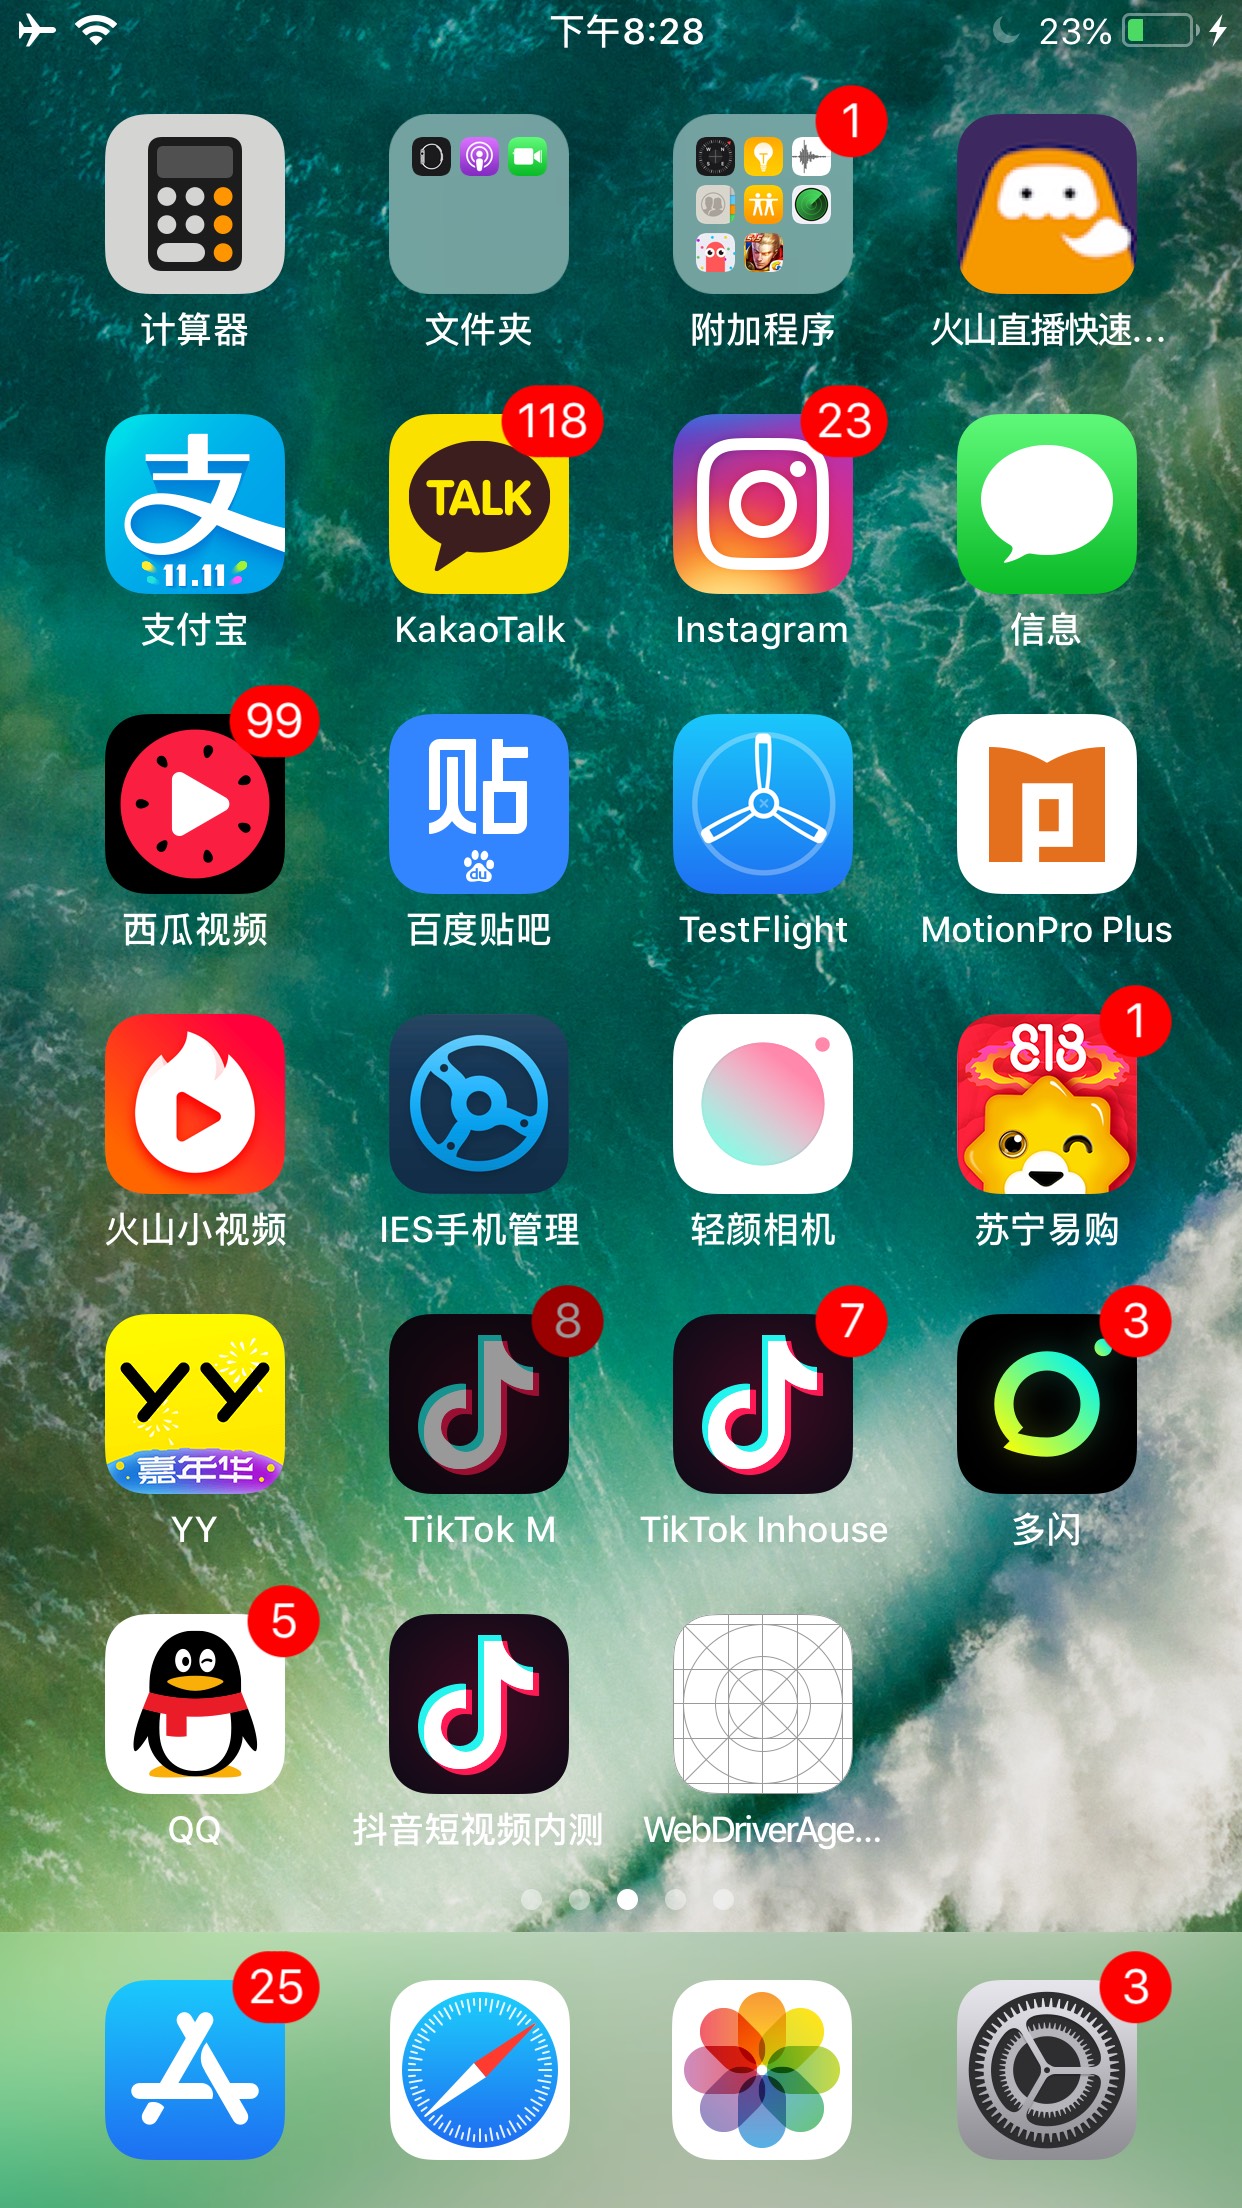 下午8:28
23%
1
计算器
文件夹
附加程序
火山直播快速...
支
11.11
TALK
118
23
支付宝
KakaoTalk
Instagram
信息
99
贴
du
西瓜视频
百度贴吧
TestFlight
MotionPro Plus
813
1
火山小视频
IES手机管理
轻颜相机
苏宁易购
YY
嘉年华
8
7
3
YY
TikTok M
TikTok Inhouse
多闪
5
QQ
抖音短视频内测
WebDriverAge...
25
3